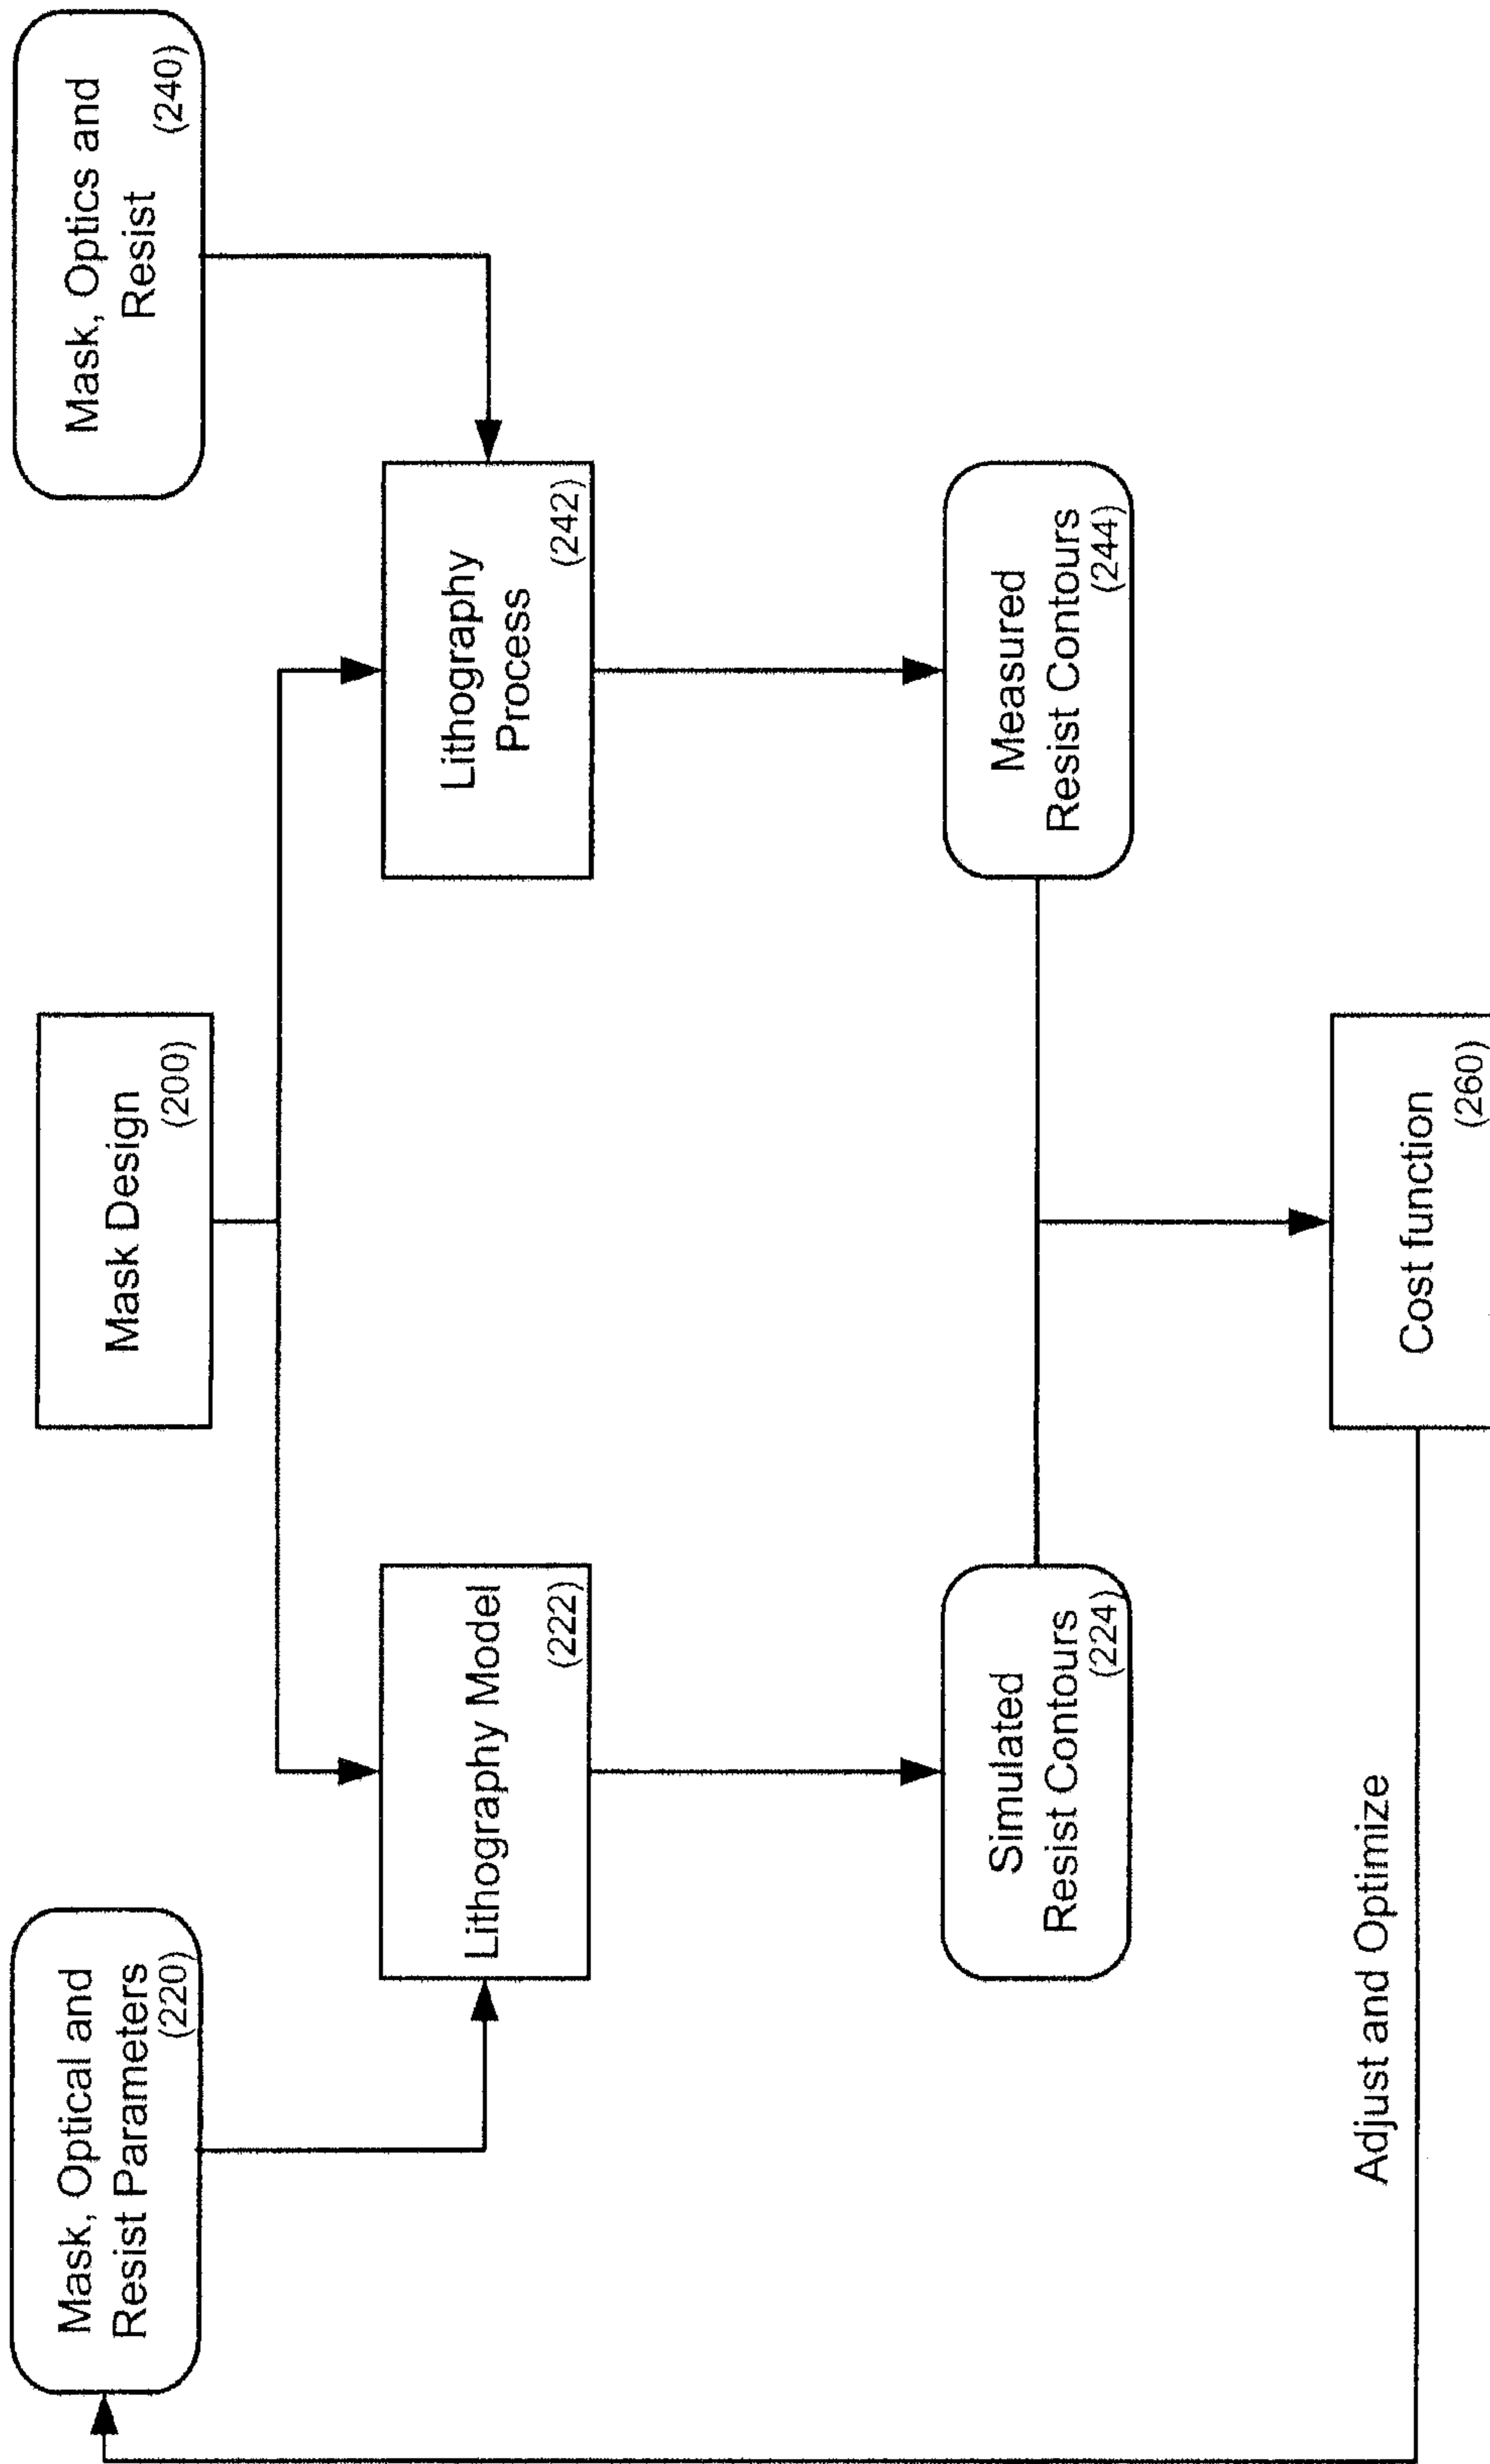 Mask, Optical and
Resist Parameters
(220)
Mask Design
(200)
Mask, Optics and
Resist
(240)
Lithography Model
(222)
Lithography
Process
(242)
Simulated
Resist Contours
(224)
Measured
Resist Contours
(244)
Adjust and Optimize
Cost function
(260)